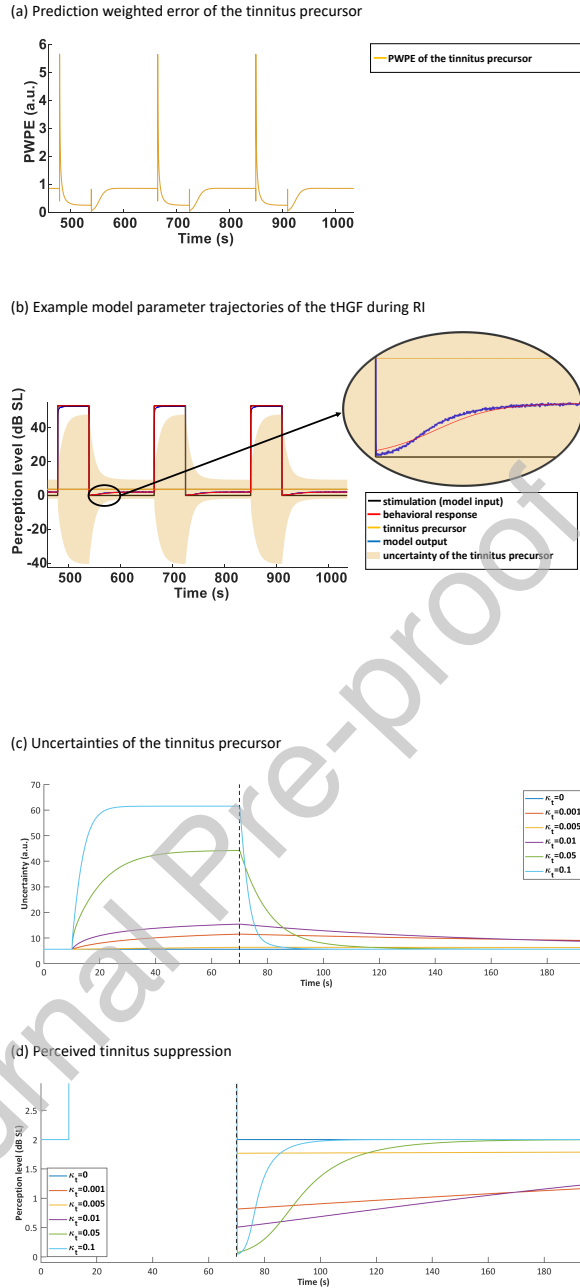 (a) Prediction weighted error of the tinnitus precursor
6
5
4
3
2
1
0
PWPE (a.u.)
500 600 700 800 900 1000
Time (s)
PWPE of the tinnitus precursor
(b) Example model parameter trajectories of the tHGF during RI
40
20
0
-20
-40
Perception level (dB SL)
500 600 700 800 900 1000
Time (s)
stimulation (model input)
behavioral response
tinnitus precursor
model output
uncertainty of the tinnitus precursor
(c) Uncertainties of the tinnitus precursor
70
60
50
40
30
20
10
0
Uncertainty (a.u.)
0 20 40 60 80 100 120 140 160 180
Time (s)
κt=0
κt=0.001
κt=0.005
κt=0.01
κt=0.05
κt=0.1
(d) Perceived tinnitus suppression
2.5
2
1.5
1
0.5
0
Perception level (dB SL)
0 20 40 60 80 100 120 140 160 180
Time (s)
κt=0
κt=0.001
κt=0.005
κt=0.01
κt=0.05
κt=0.1
urnal Pre-proof